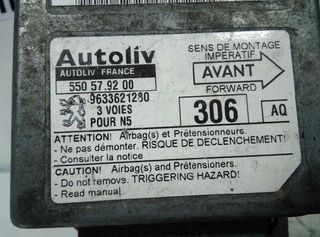 Autoliv
AUTOLIV FRANCE
550 57 92 00
9633621280
3 VOIES
POUR N5
SENS DE MONTAGE
IMPERATIF
AVANT
FORWARD
306
AQ
ATTENTION! Airbag(s) et Prétensionneurs.
- Ne pas démonter. RISQUE DE DECLENCHEMENT!
- Consulter la notice
CAUTION! Airbag(s) and Pretensioners.
- Do not remove. TRIGGERING HAZARD!
- Read manual.